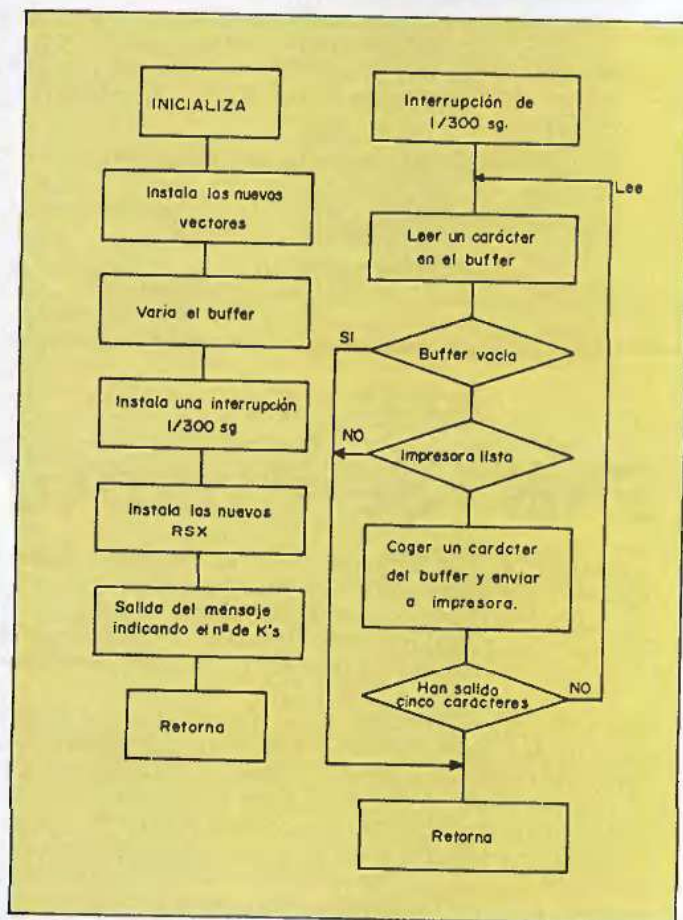 INICIALIZA
Instala los nuevos
vectores
Varia el buffer
Instala una interrupción
1/300 sg
Instala los nuevos
RSX
Salida del mensaje
indicando el nº de K's
Retorna
Interrupción de
1/300 sg.
Lee
Leer un carácter
en el buffer
SI
Buffer vacia
NO
Impresora lista
Coger un carácter
del buffer y enviar
a impresora.
Han salido
cinco carácteres
NO
Retorna